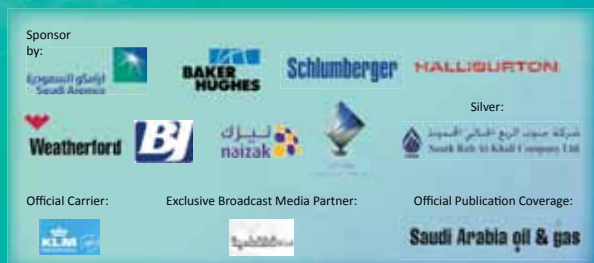 Sponsor
by:
Saudi Aramco
BAKER
HUGHES
Schlumberger
HALLIBURTON
Silver:
Weatherford
BJ
نيزك
naizak
شركة جنوب الربع الخالي المحدودة
South Rub Al-Khali Company Ltd
Official Carrier:
Exclusive Broadcast Media Partner:
Official Publication Coverage:
KLM
Saudi Arabia oil & gas